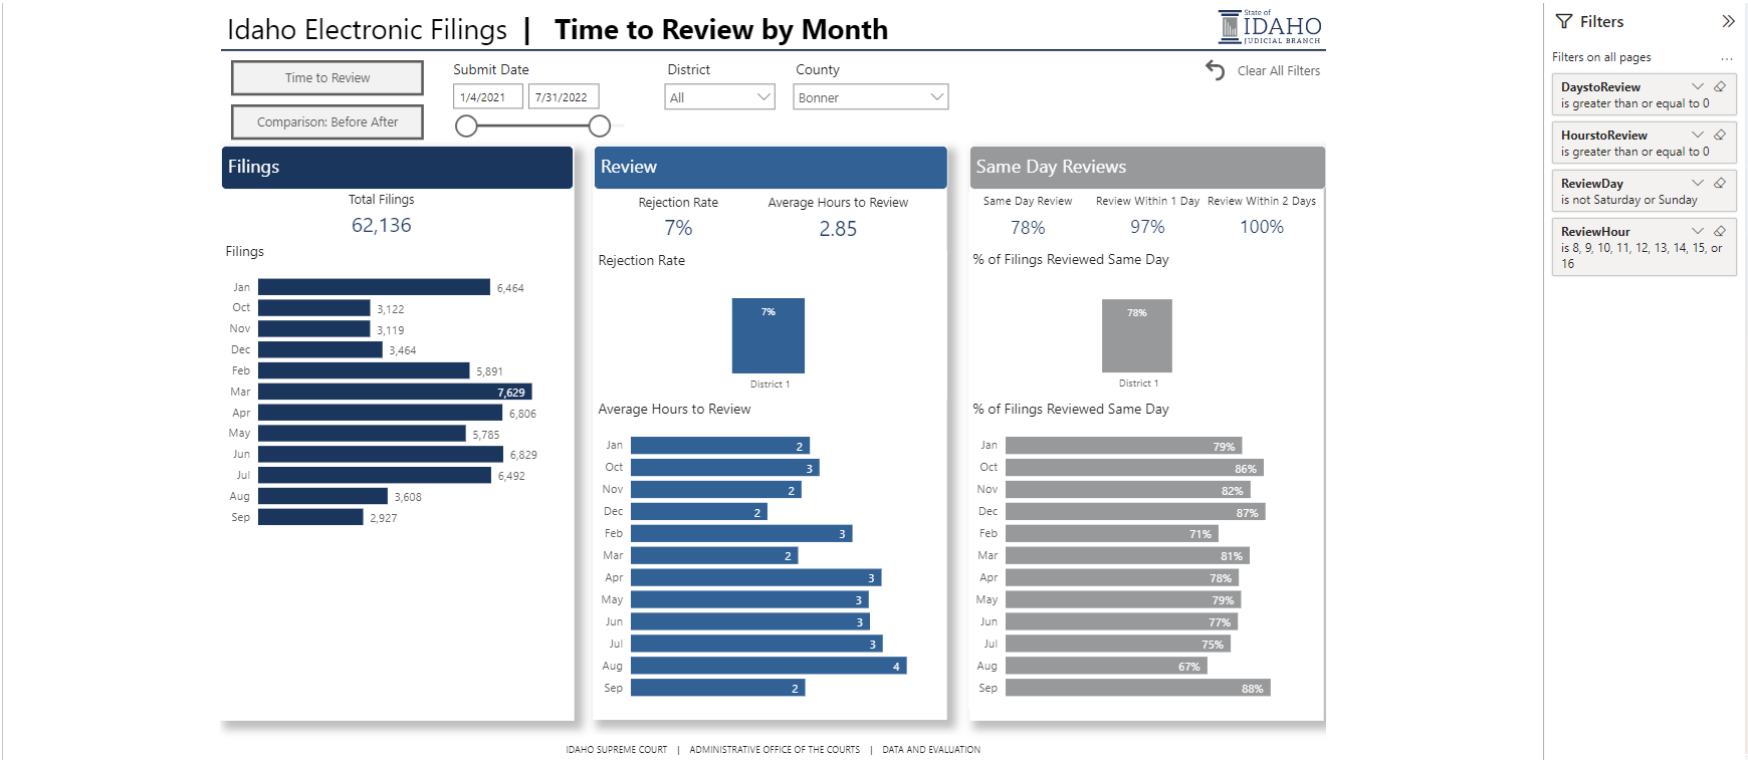 Idaho Electronic Filings | Time to Review by Month
State of
IDAHO
JUDICIAL BRANCH
Time to Review
Comparison: Before After
Submit Date
1/4/2021 7/31/2022
District
All
County
Bonner
Clear All Filters
Filings
Total Filings
62,136
Filings
Jan 6,464
Oct 3,122
Nov 3,119
Dec 3,464
Feb 5,891
Mar 7,629
Apr 6,806
May 5,785
Jun 6,829
Jul 6,492
Aug 3,608
Sep 2,927
Review
Rejection Rate Average Hours to Review
7% 2.85
Rejection Rate
7%
District 1
Average Hours to Review
Jan 2
Oct 3
Nov 2
Dec 2
Feb 3
Mar 2
Apr 3
May 3
Jun 3
Jul 3
Aug 4
Sep 2
Same Day Reviews
Same Day Review Review Within 1 Day Review Within 2 Days
78% 97% 100%
% of Filings Reviewed Same Day
78%
District 1
% of Filings Reviewed Same Day
Jan 79%
Oct 86%
Nov 82%
Dec 87%
Feb 71%
Mar 81%
Apr 78%
May 79%
Jun 77%
Jul 75%
Aug 67%
Sep 88%
IDAHO SUPREME COURT | ADMINISTRATIVE OFFICE OF THE COURTS | DATA AND EVALUATION
Filters
Filters on all pages ...
DaystoReview
is greater than or equal to 0
HourstoReview
is greater than or equal to 0
ReviewDay
is not Saturday or Sunday
ReviewHour
is 8, 9, 10, 11, 12, 13, 14, 15, or
16